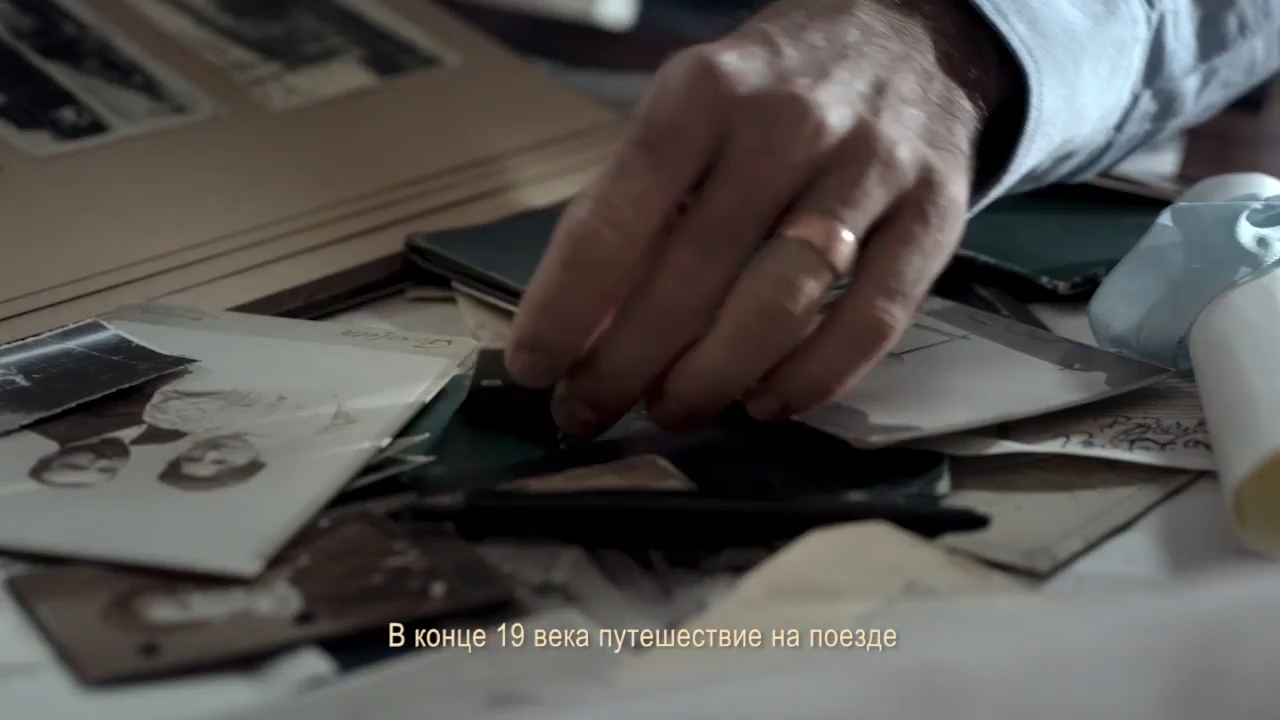 В конце 19 века путешествие на поезде